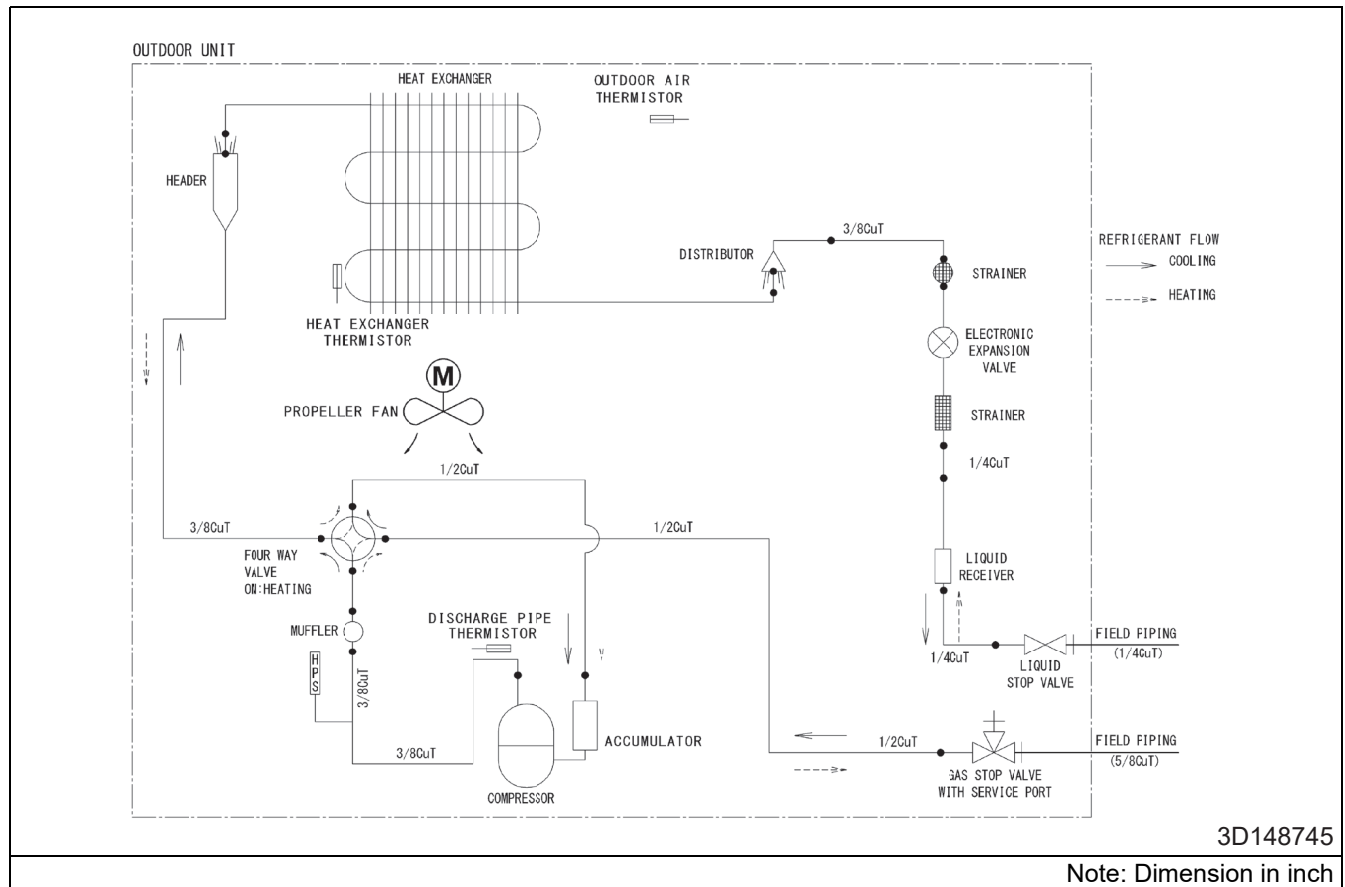 OUTDOOR UNIT
HEAT EXCHANGER
OUTDOOR AIR
THERMISTOR
HEADER
HEAT EXCHANGER
THERMISTOR
DISTRIBUTOR
3/8CuT
STRAINER
REFRIGERANT FLOW
COOLING
HEATING
ELECTRONIC
EXPANSION
VALVE
M
PROPELLER FAN
STRAINER
1/4CuT
1/2CuT
3/8CuT
1/2CuT
FOUR WAY
VALVE
ON:HEATING
LIQUID
RECEIVER
MUFFLER
DISCHARGE PIPE
THERMISTOR
HPS
3/8CuT
1/4CuT
LIQUID
STOP VALVE
FIELD PIPING
(1/4CuT)
ACCUMULATOR
3/8CuT
COMPRESSOR
1/2CuT
GAS STOP VALVE
WITH SERVICE PORT
FIELD PIPING
(5/8CuT)
3D148745
Note: Dimension in inch